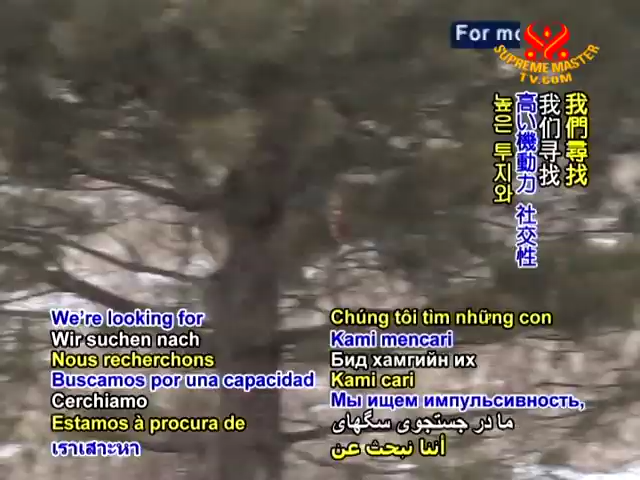 For mo
SUPREME MASTER
TV.COM
我們尋找
我们寻找
高い機動力 社交性
높은 투지와
We're looking for
Wir suchen nach
Nous recherchons
Buscamos por una capacidad
Cerchiamo
Estamos à procura de
เราเสาะหา
Chúng tôi tìm những con
Kami mencari
Бид хамгийн их
Kami cari
Мы ищем импульсивность,
ما در جستجوی سگهای
أننا نبحث عن